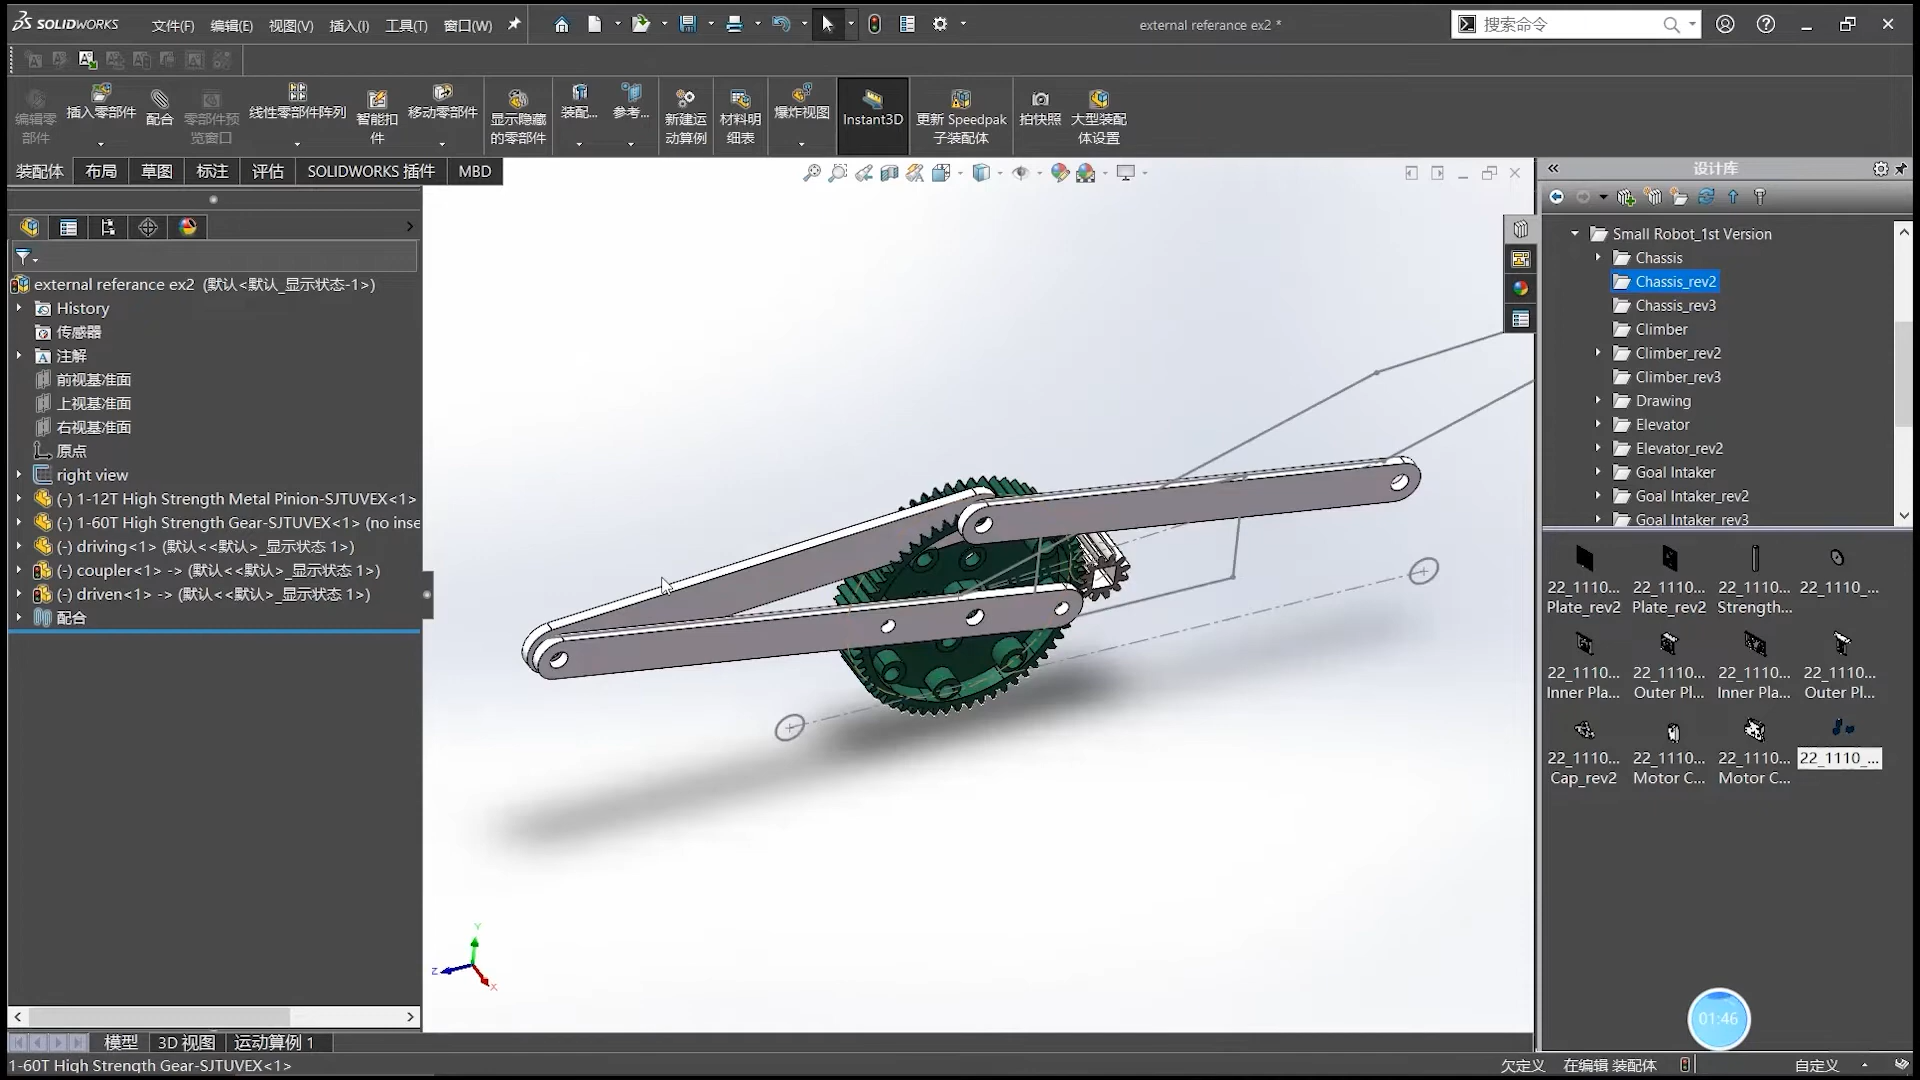 SOLIDWORKS 文件(F) 编辑(E) 视图(V) 插入(I) 工具(T) 窗口(W) external referance ex2 * 搜索命令
编辑零部件 插入零部件 配合 零部件预览窗口 线性零部件阵列 智能扣件 移动零部件 显示隐藏的零部件 装配... 参考... 新建运动算例 材料明细表 爆炸视图 Instant3D 更新 Speedpak 子装配体 拍快照 大型装配体设置
装配体 布局 草图 标注 评估 SOLIDWORKS 插件 MBD
设计库
external referance ex2 (默认<默认_显示状态-1>)
History
传感器
注解
前视基准面
上视基准面
右视基准面
原点
right view
(-) 1-12T High Strength Metal Pinion-SJTUVEX<1>
(-) 1-60T High Strength Gear-SJTUVEX<1> (no inse
(-) driving<1> (默认<<默认>_显示状态 1>)
(-) coupler<1> -> (默认<<默认>_显示状态 1>)
(-) driven<1> -> (默认<<默认>_显示状态 1>)
配合
Small Robot_1st Version
Chassis
Chassis_rev2
Chassis_rev3
Climber
Climber_rev2
Climber_rev3
Drawing
Elevator
Elevator_rev2
Goal Intaker
Goal Intaker_rev2
Goal Intaker_rev3
22_1110... 22_1110... 22_1110... 22_1110_...
Plate_rev2 Plate_rev2 Strength...
22_1110... 22_1110... 22_1110... 22_1110...
Inner Pla... Outer Pl... Inner Pla... Outer Pl...
22_1110... 22_1110... 22_1110... 22_1110_...
Cap_rev2 Motor C... Motor C...
Y
Z
X
01:46
模型 3D 视图 运动算例 1
1-60T High Strength Gear-SJTUVEX<1> 欠定义 在编辑 装配体 自定义